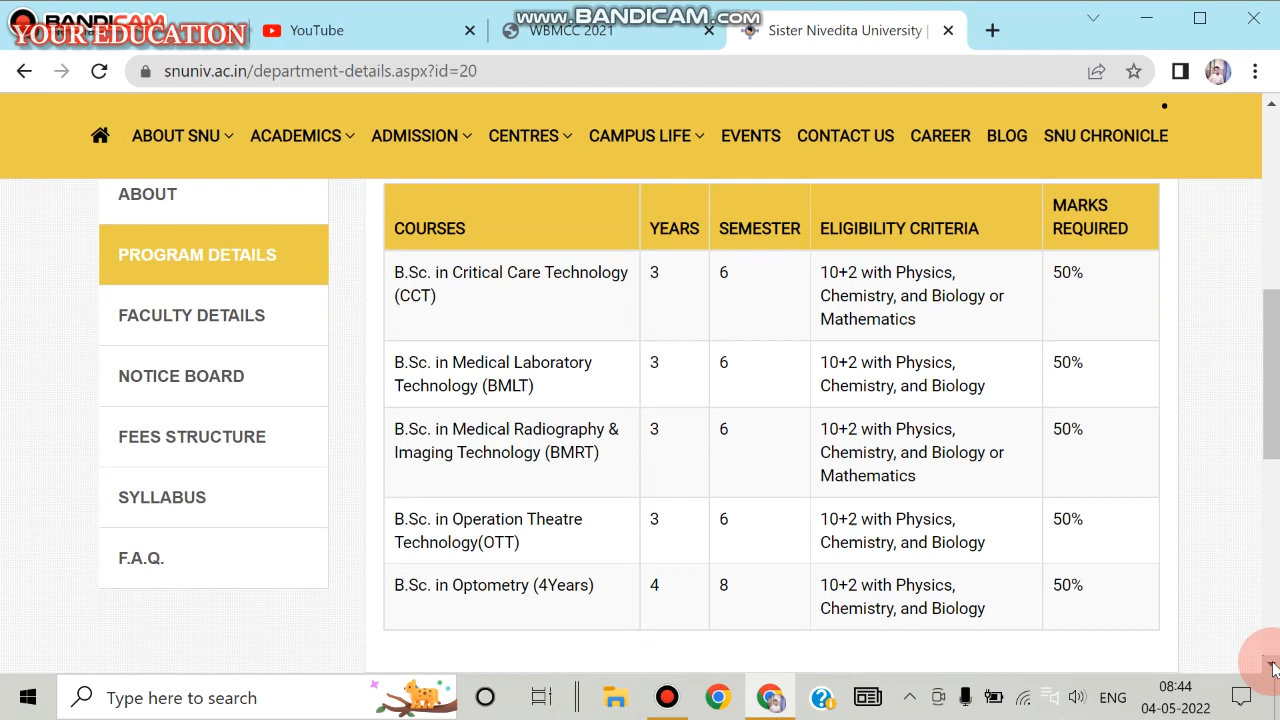 BANDICAM
YOUR EDUCATION
www.BANDICAM.com
YouTube
WBMCC 2021
Sister Nivedita University |
snuniv.ac.in/department-details.aspx?id=20
ABOUT SNU ACADEMICS ADMISSION CENTRES CAMPUS LIFE EVENTS CONTACT US CAREER BLOG SNU CHRONICLE
ABOUT
PROGRAM DETAILS
FACULTY DETAILS
NOTICE BOARD
FEES STRUCTURE
SYLLABUS
F.A.Q.
COURSES YEARS SEMESTER ELIGIBILITY CRITERIA MARKS
REQUIRED
B.Sc. in Critical Care Technology 3 6 10+2 with Physics, 50%
(CCT) Chemistry, and Biology or
Mathematics
B.Sc. in Medical Laboratory 3 6 10+2 with Physics, 50%
Technology (BMLT) Chemistry, and Biology
B.Sc. in Medical Radiography & 3 6 10+2 with Physics, 50%
Imaging Technology (BMRT) Chemistry, and Biology or
Mathematics
B.Sc. in Operation Theatre 3 6 10+2 with Physics, 50%
Technology(OTT) Chemistry, and Biology
B.Sc. in Optometry (4Years) 4 8 10+2 with Physics, 50%
Chemistry, and Biology
Type here to search
ENG
08:44
04-05-2022